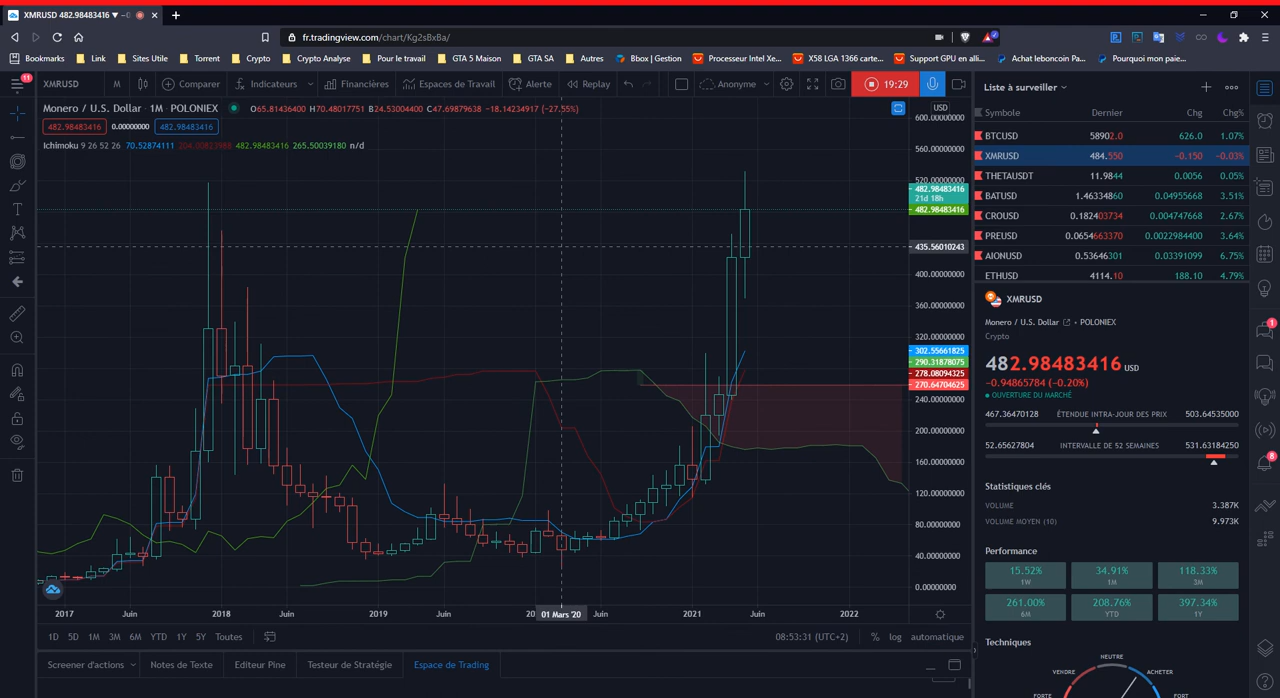 XMRUSD 482.98483416 ▼ −0
fr.tradingview.com/chart/Kg2sBxBa/
Bookmarks Link Sites Utile Torrent Crypto Crypto Analyse Pour le travail GTA 5 Maison GTA SA Autres Bbox | Gestion Processeur Intel Xe... X58 LGA 1366 carte... Support GPU en alli... Achat leboncoin Pa... Pourquoi mon paie...
11 XMRUSD M Comparer Indicateurs Financières Espaces de Travail Alerte Replay Anonyme 19:29
Monero / U.S. Dollar · 1M · POLONIEX O65.81436400 H70.48017751 B24.53004400 C47.69879638 −18.14234917 (−27.55%)
482.98483416 0.00000000 482.98483416
Ichimoku 9 26 52 26 70.52874111 204.00823988 482.98483416 265.50039180 n/d
USD
600.00000000
560.00000000
520.00000000
482.98483416
21d 18h
482.98483416
435.56010243
400.00000000
360.00000000
320.00000000
302.55661825
290.31878075
278.08094325
270.64704625
240.00000000
200.00000000
160.00000000
120.00000000
80.00000000
40.00000000
0.00000000
2017 Juin 2018 Juin 2019 Juin 20 01 Mars '20 Juin 2021 Juin 2022
1D 5D 1M 3M 6M YTD 1Y 5Y Toutes 08:53:31 (UTC+2) % log automatique
Screener d'actions Notes de Texte Editeur Pine Testeur de Stratégie Espace de Trading
Liste à surveiller
Symbole Dernier Chg Chg%
BTCUSD 58902.0 626.0 1.07%
XMRUSD 484.550 −0.150 −0.03%
THETAUSDT 11.9844 0.0056 0.05%
BATUSD 1.46334860 0.04955668 3.51%
CROUSD 0.182403734 0.004747668 2.67%
PREUSD 0.0654663370 0.0022984400 3.64%
AIONUSD 0.53646301 0.03391099 6.75%
ETHUSD 4114.10 188.10 4.79%
XMRUSD
Monero / U.S. Dollar • POLONIEX
Crypto
482.98483416 USD
−0.94865784 (−0.20%)
OUVERTURE DU MARCHÉ
467.36470128 ÉTENDUE INTRA-JOUR DES PRIX 503.64535000
52.65627804 INTERVALLE DE 52 SEMAINES 531.63184250
Statistiques clés
VOLUME 3.387K
VOLUME MOYEN (10) 9.973K
Performance
15.52% 34.91% 118.33%
1W 1M 3M
261.00% 208.76% 397.34%
6M YTD 1Y
Techniques
NEUTRE
VENDRE ACHETER
FORTE FORT
1
8